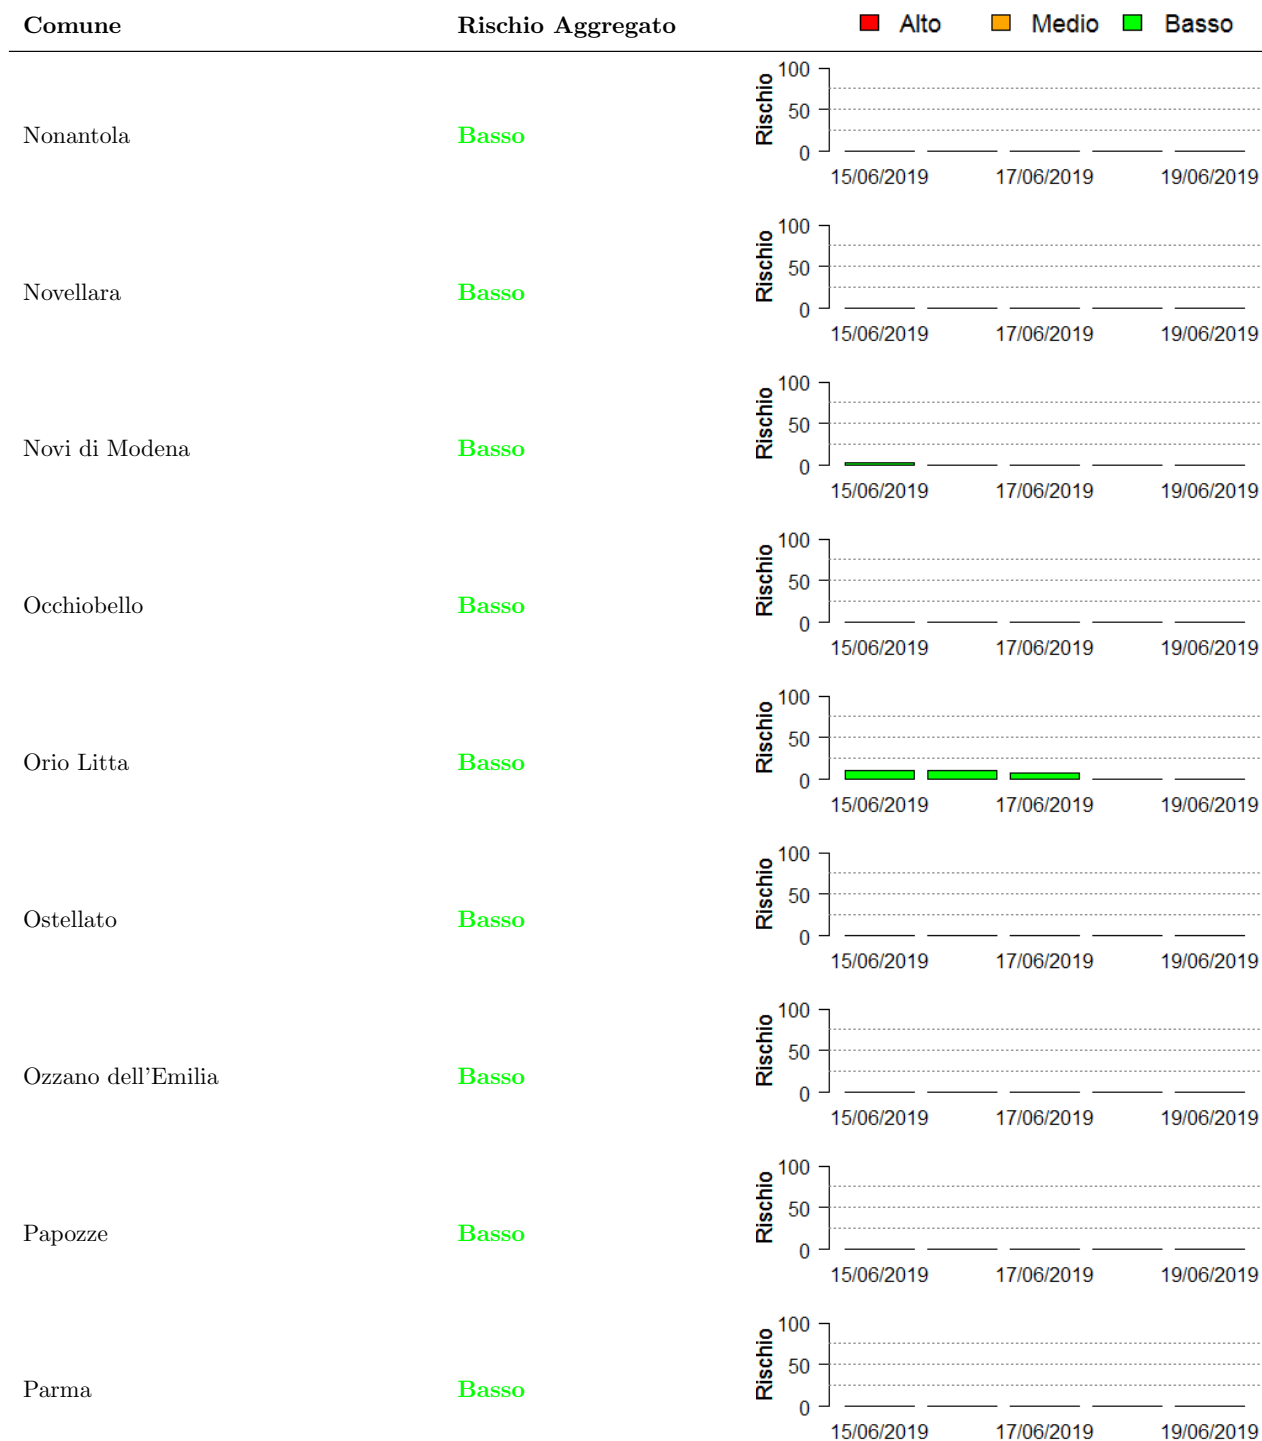 Comune Rischio Aggregato Alto Medio Basso
100
50
0
Rischio
Nonantola Basso
15/06/2019 17/06/2019 19/06/2019
100
50
0
Rischio
Novellara Basso
15/06/2019 17/06/2019 19/06/2019
100
50
0
Rischio
Novi di Modena Basso
15/06/2019 17/06/2019 19/06/2019
100
50
0
Rischio
Occhiobello Basso
15/06/2019 17/06/2019 19/06/2019
100
50
0
Rischio
Orio Litta Basso
15/06/2019 17/06/2019 19/06/2019
100
50
0
Rischio
Ostellato Basso
15/06/2019 17/06/2019 19/06/2019
100
50
0
Rischio
Ozzano dell'Emilia Basso
15/06/2019 17/06/2019 19/06/2019
100
50
0
Rischio
Papozze Basso
15/06/2019 17/06/2019 19/06/2019
100
50
0
Rischio
Parma Basso
15/06/2019 17/06/2019 19/06/2019